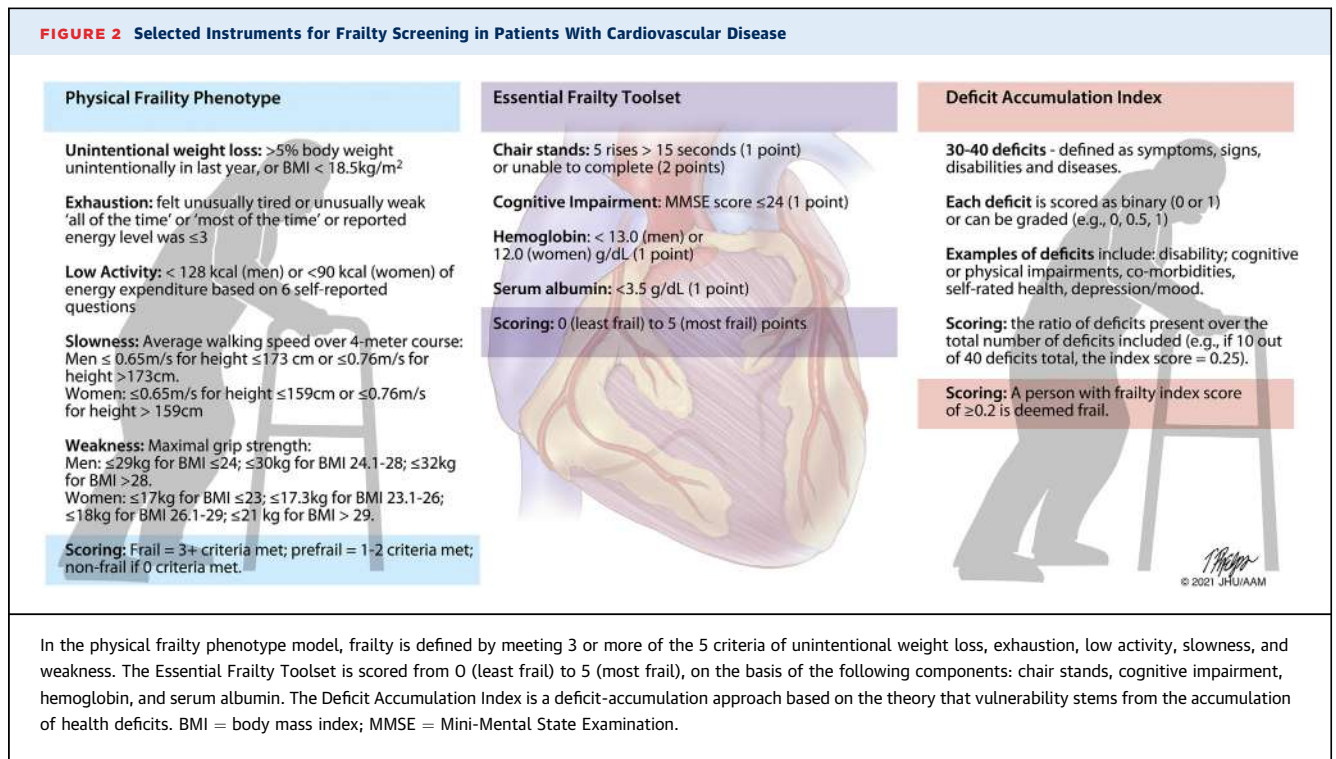 FIGURE 2 Selected Instruments for Frailty Screening in Patients With Cardiovascular Disease
Physical Fraility Phenotype
Unintentional weight loss: >5% body weight
unintentionally in last year, or BMI < 18.5kg/m²
Exhaustion: felt unusually tired or unusually weak
‘all of the time’ or ‘most of the time’ or reported
energy level was ≤3
Low Activity: < 128 kcal (men) or <90 kcal (women) of
energy expenditure based on 6 self-reported
questions
Slowness: Average walking speed over 4-meter course:
Men ≤ 0.65m/s for height ≤173 cm or ≤0.76m/s for
height >173cm.
Women: ≤0.65m/s for height ≤159cm or ≤0.76m/s
for height > 159cm
Weakness: Maximal grip strength:
Men: ≤29kg for BMI ≤24; ≤30kg for BMI 24.1-28; ≤32kg
for BMI >28.
Women: ≤17kg for BMI ≤23; ≤17.3kg for BMI 23.1-26;
≤18kg for BMI 26.1-29; ≤21 kg for BMI > 29.
Scoring: Frail = 3+ criteria met; prefrail = 1-2 criteria met;
non-frail if 0 criteria met.
Essential Frailty Toolset
Chair stands: 5 rises > 15 seconds (1 point)
or unable to complete (2 points)
Cognitive Impairment: MMSE score ≤24 (1 point)
Hemoglobin: < 13.0 (men) or
12.0 (women) g/dL (1 point)
Serum albumin: <3.5 g/dL (1 point)
Scoring: 0 (least frail) to 5 (most frail) points
Deficit Accumulation Index
30-40 deficits - defined as symptoms, signs,
disabilities and diseases.
Each deficit is scored as binary (0 or 1)
or can be graded (e.g., 0, 0.5, 1)
Examples of deficits include: disability; cognitive
or physical impairments, co-morbidities,
self-rated health, depression/mood.
Scoring: the ratio of deficits present over the
total number of deficits included (e.g., if 10 out
of 40 deficits total, the index score = 0.25).
Scoring: A person with frailty index score
of ≥0.2 is deemed frail.
© 2021 JHU/AAM
In the physical frailty phenotype model, frailty is defined by meeting 3 or more of the 5 criteria of unintentional weight loss, exhaustion, low activity, slowness, and
weakness. The Essential Frailty Toolset is scored from 0 (least frail) to 5 (most frail), on the basis of the following components: chair stands, cognitive impairment,
hemoglobin, and serum albumin. The Deficit Accumulation Index is a deficit-accumulation approach based on the theory that vulnerability stems from the accumulation
of health deficits. BMI = body mass index; MMSE = Mini-Mental State Examination.